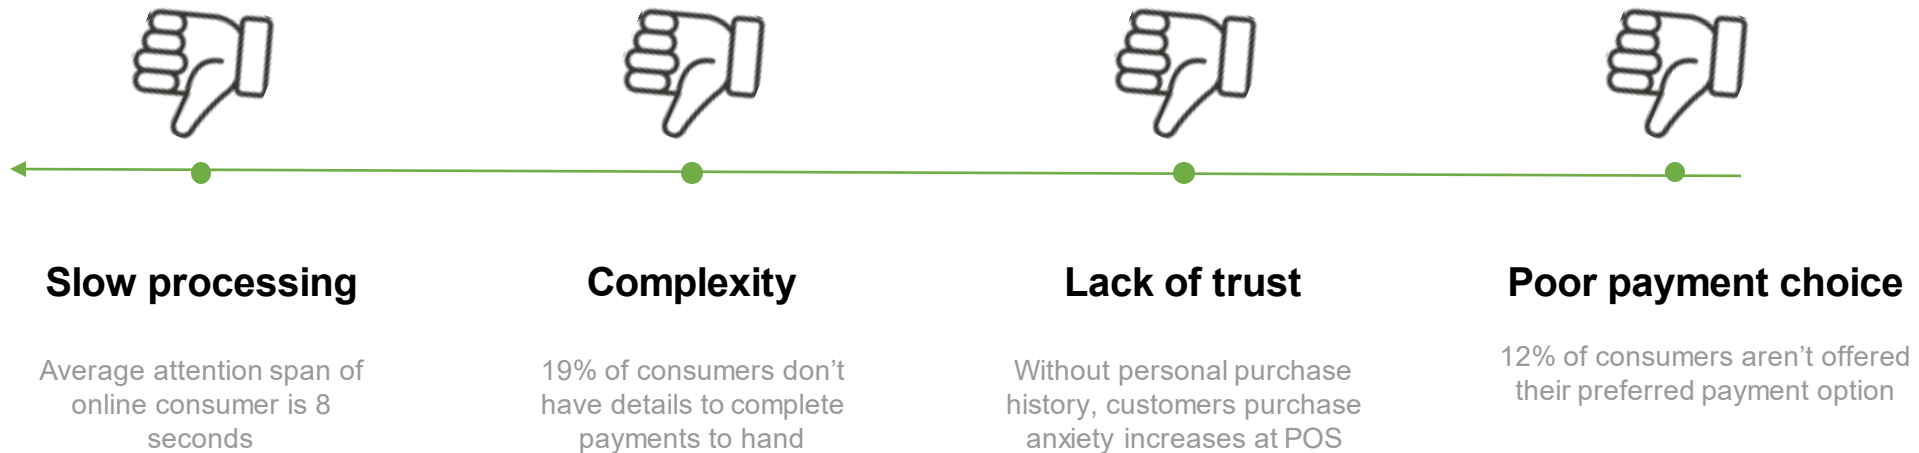 Slow processing
Average attention span of
online consumer is 8
seconds
Complexity
19% of consumers don’t
have details to complete
payments to hand
Lack of trust
Without personal purchase
history, customers purchase
anxiety increases at POS
Poor payment choice
12% of consumers aren’t offered
their preferred payment option